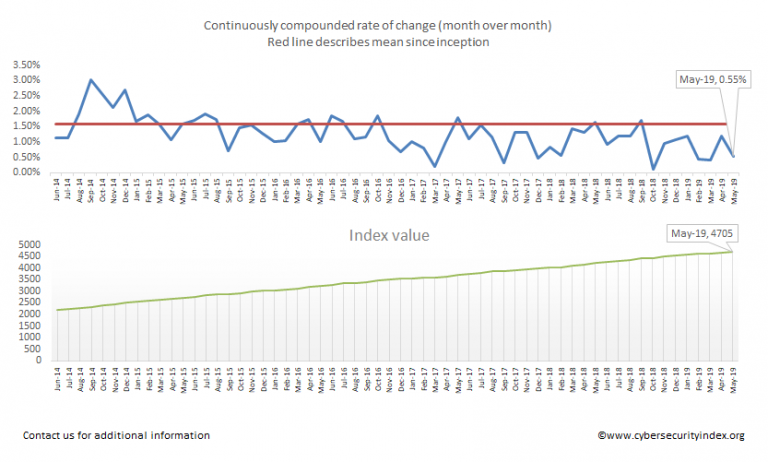 Continuously compounded rate of change (month over month)
Red line describes mean since inception
3.50%
3.00%
2.50%
2.00%
1.50%
1.00%
0.50%
0.00%
May-19, 0.55%
Jun-14 Jul-14 Aug-14 Sep-14 Oct-14 Nov-14 Dec-14 Jan-15 Feb-15 Mar-15 Apr-15 May-15 Jun-15 Jul-15 Aug-15 Sep-15 Oct-15 Nov-15 Dec-15 Jan-16 Feb-16 Mar-16 Apr-16 May-16 Jun-16 Jul-16 Aug-16 Sep-16 Oct-16 Nov-16 Dec-16 Jan-17 Feb-17 Mar-17 Apr-17 May-17 Jun-17 Jul-17 Aug-17 Sep-17 Oct-17 Nov-17 Dec-17 Jan-18 Feb-18 Mar-18 Apr-18 May-18 Jun-18 Jul-18 Aug-18 Sep-18 Oct-18 Nov-18 Dec-18 Jan-19 Feb-19 Mar-19 Apr-19 May-19
Index value
May-19, 4705
5000
4500
4000
3500
3000
2500
2000
1500
1000
500
0
Jun-14 Jul-14 Aug-14 Sep-14 Oct-14 Nov-14 Dec-14 Jan-15 Feb-15 Mar-15 Apr-15 May-15 Jun-15 Jul-15 Aug-15 Sep-15 Oct-15 Nov-15 Dec-15 Jan-16 Feb-16 Mar-16 Apr-16 May-16 Jun-16 Jul-16 Aug-16 Sep-16 Oct-16 Nov-16 Dec-16 Jan-17 Feb-17 Mar-17 Apr-17 May-17 Jun-17 Jul-17 Aug-17 Sep-17 Oct-17 Nov-17 Dec-17 Jan-18 Feb-18 Mar-18 Apr-18 May-18 Jun-18 Jul-18 Aug-18 Sep-18 Oct-18 Nov-18 Dec-18 Jan-19 Feb-19 Mar-19 Apr-19 May-19
Contact us for additional information
©www.cybersecurityindex.org